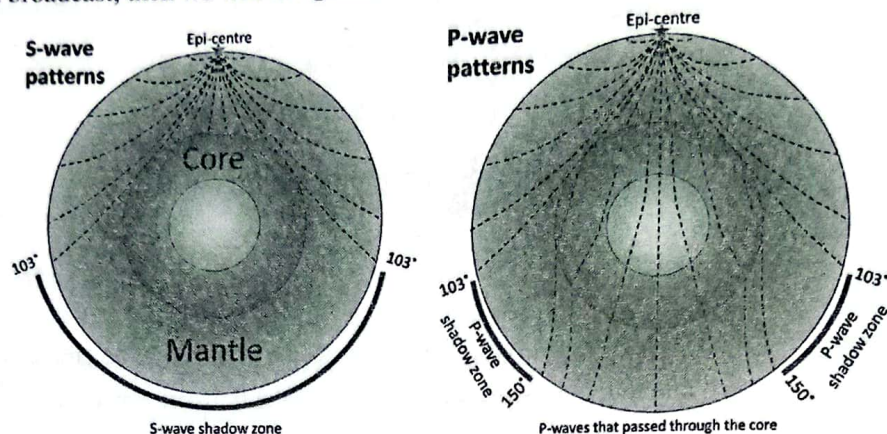 S-wave
patterns
Epi-centre
Core
Mantle
103°
103°
S-wave shadow zone
P-wave
patterns
Epi-centre
103°
103°
P-wave
shadow zone
P-wave
shadow zone
150°
150°
P-waves that passed through the core